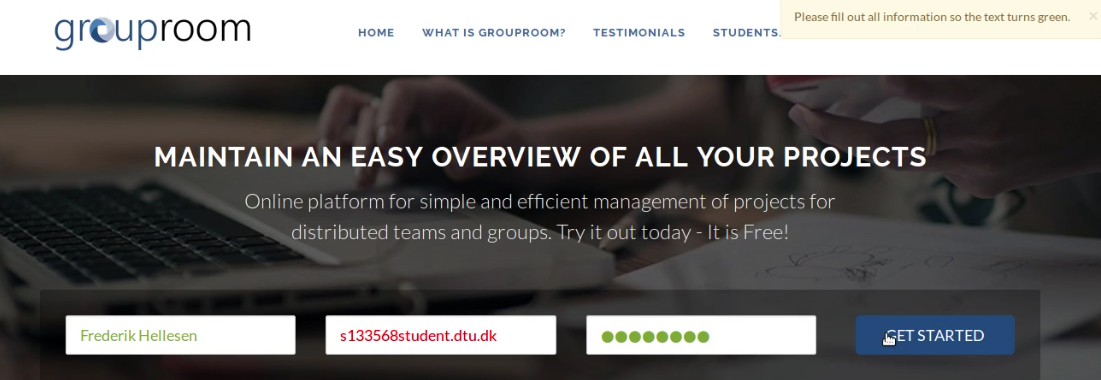 grouproom
HOME WHAT IS GROUPROOM? TESTIMONIALS STUDENTS
Please fill out all information so the text turns green. ×
MAINTAIN AN EASY OVERVIEW OF ALL YOUR PROJECTS
Online platform for simple and efficient management of projects for
distributed teams and groups. Try it out today - It is Free!
Frederik Hellesen s133568student.dtu.dk ●●●●●●●● GET STARTED